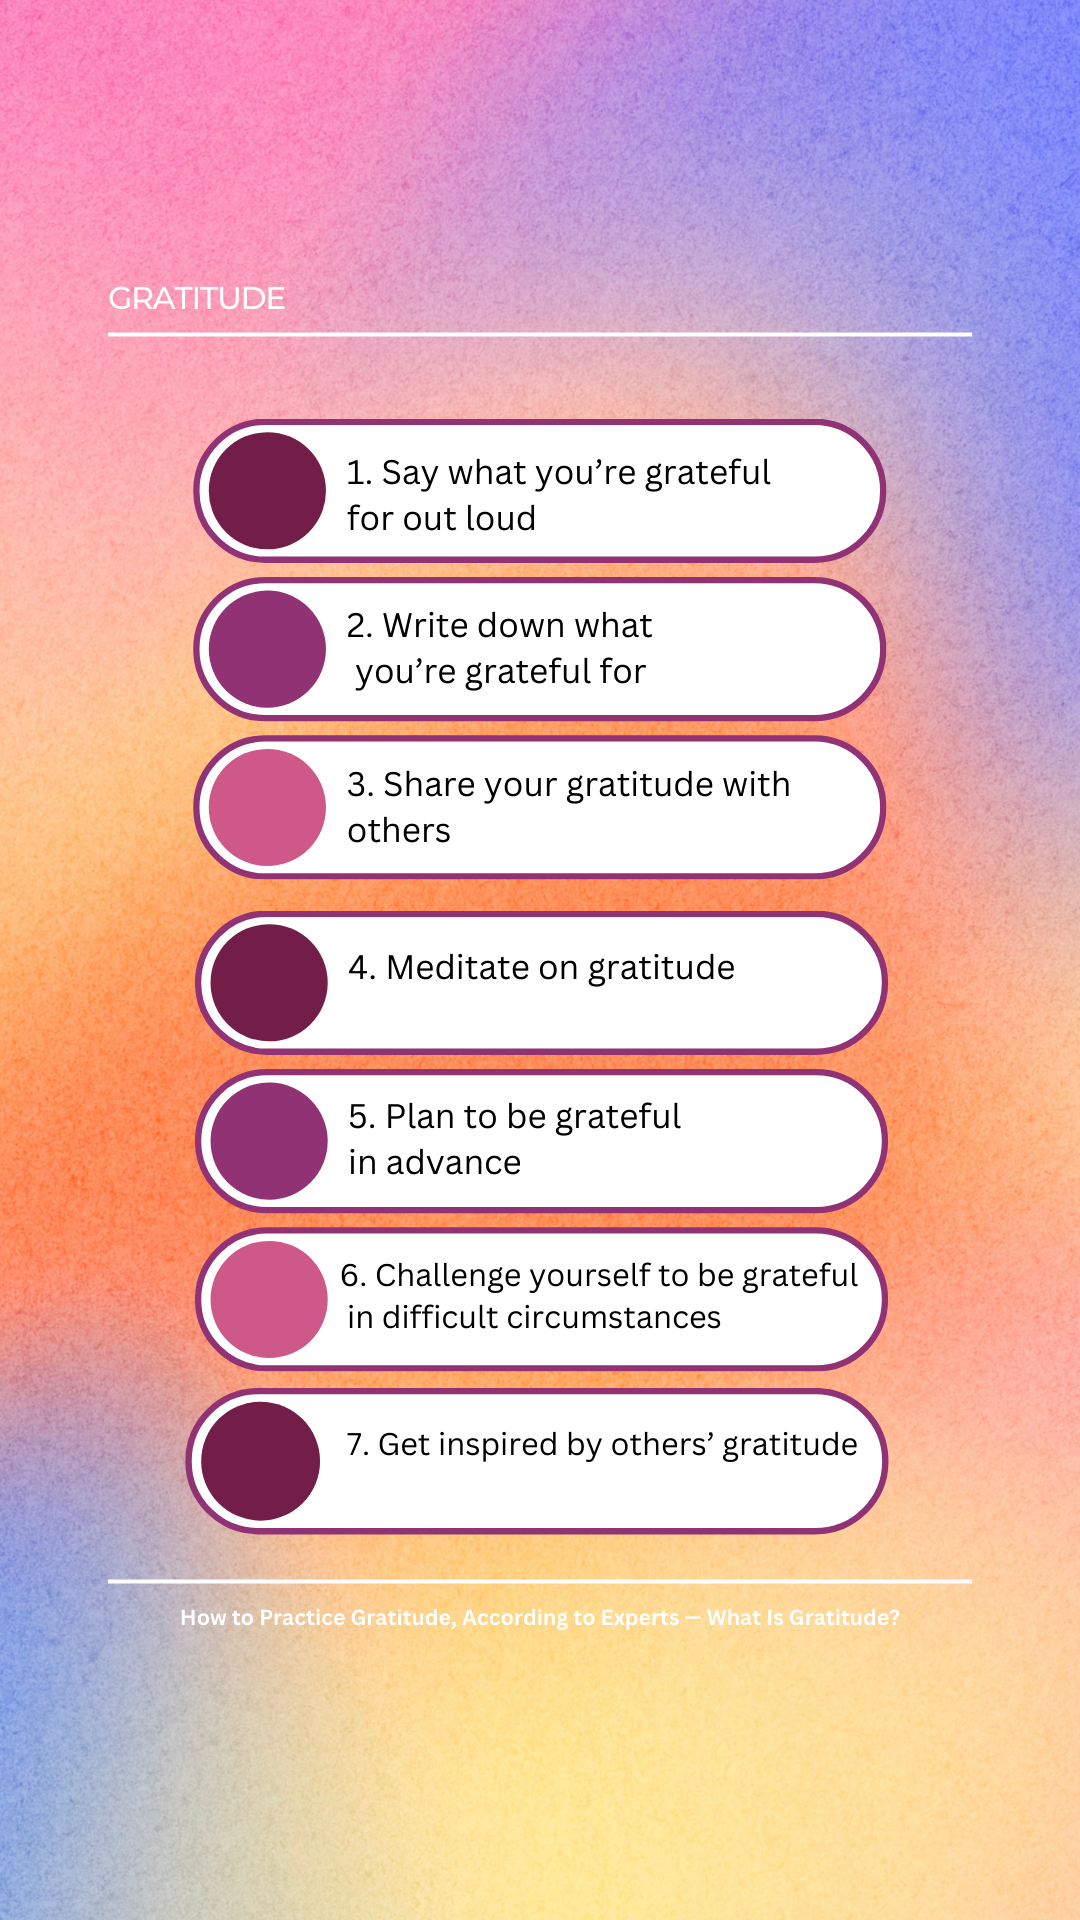 GRATITUDE
1. Say what you’re grateful
for out loud
2. Write down what
you’re grateful for
3. Share your gratitude with
others
4. Meditate on gratitude
5. Plan to be grateful
in advance
6. Challenge yourself to be grateful
in difficult circumstances
7. Get inspired by others’ gratitude
How to Practice Gratitude, According to Experts — What Is Gratitude?